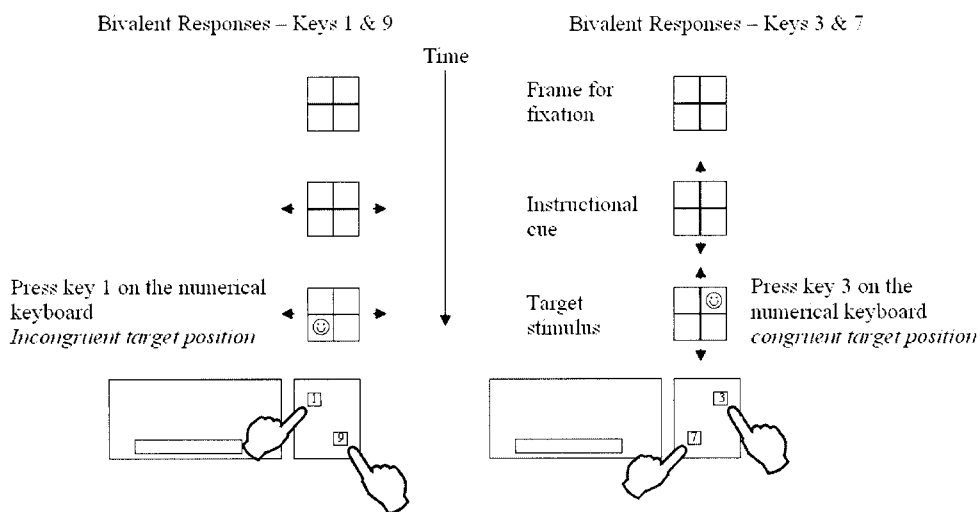 Bivalent Responses – Keys 1 & 9
Bivalent Responses – Keys 3 & 7
Time
Frame for
fixation
Instructional
cue
Press key 1 on the numerical
keyboard
Incongruent target position
Target
stimulus
Press key 3 on the
numerical keyboard
congruent target position
1
9
3
7